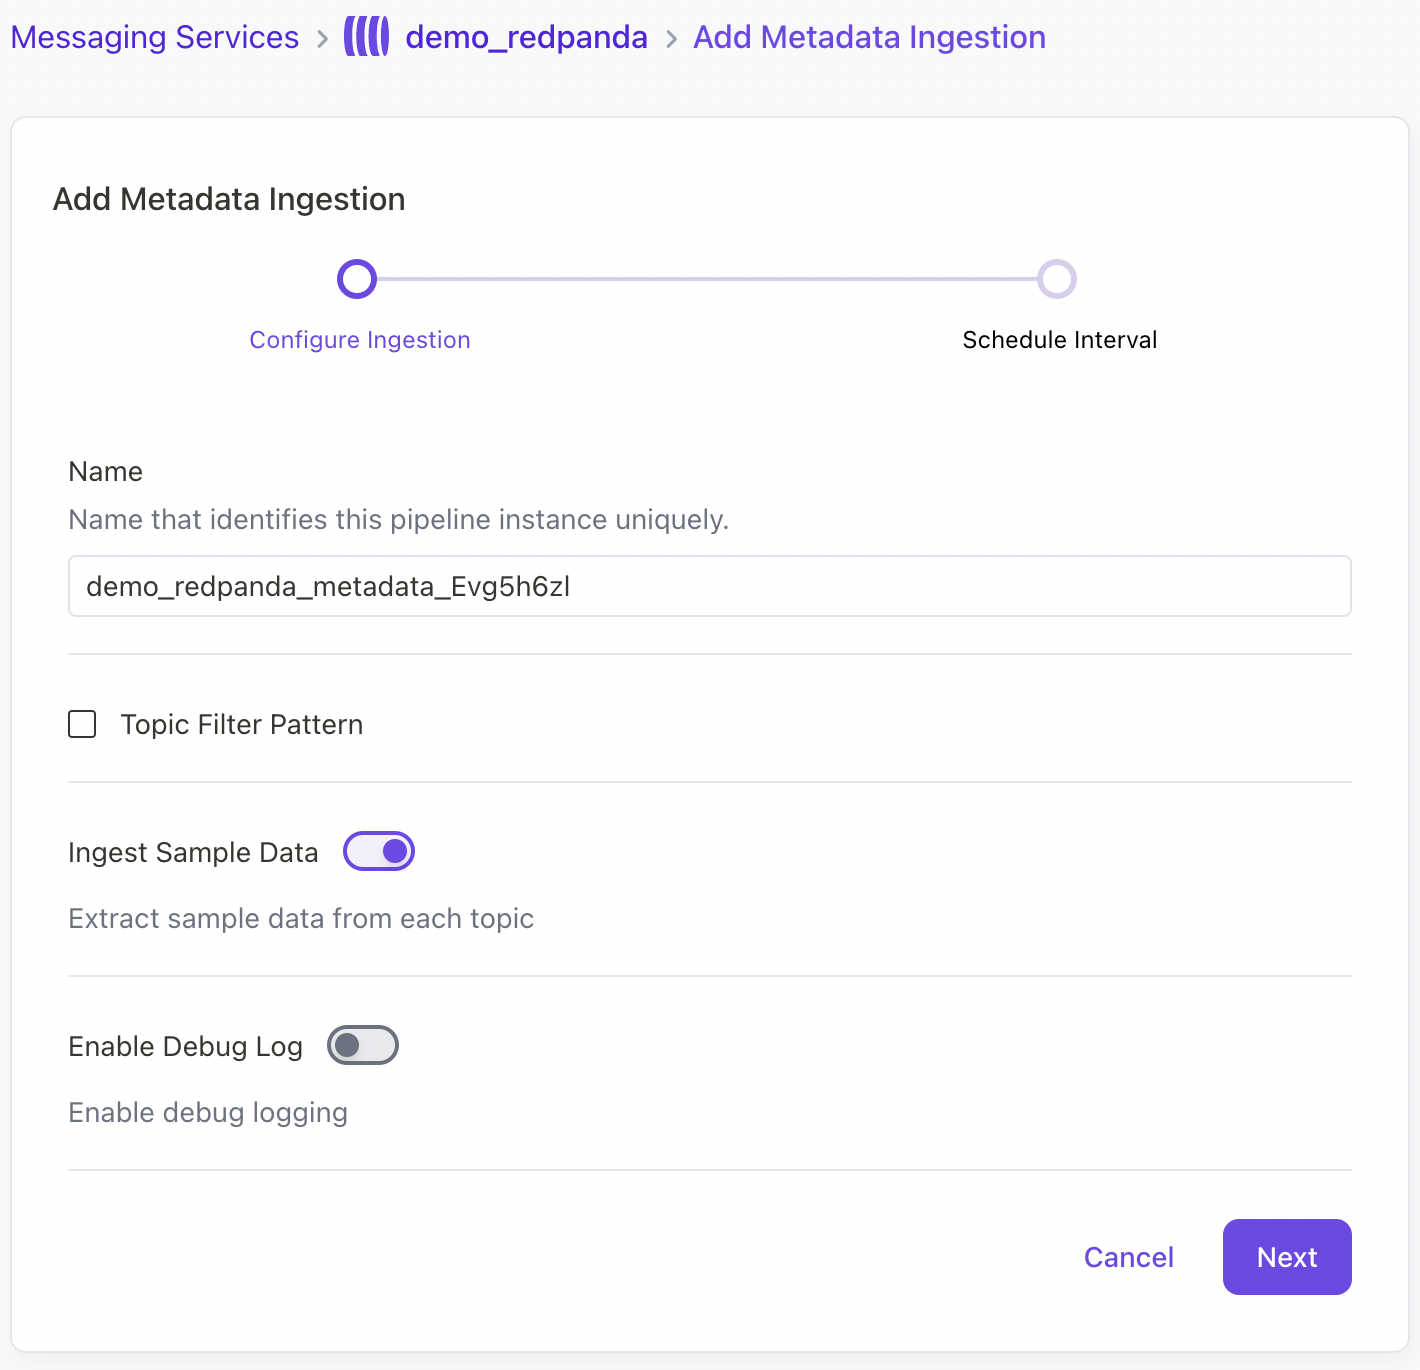 Messaging Services > demo_redpanda > Add Metadata Ingestion
Add Metadata Ingestion
Configure Ingestion
Schedule Interval
Name
Name that identifies this pipeline instance uniquely.
demo_redpanda_metadata_Evg5h6zl
Topic Filter Pattern
Ingest Sample Data
Extract sample data from each topic
Enable Debug Log
Enable debug logging
Cancel
Next